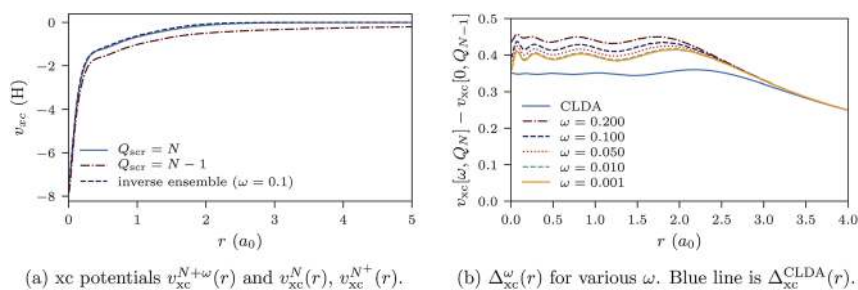 (a)
0
−2
−4
−6
−8
v_xc (H)
Q_scr = N
Q_scr = N − 1
inverse ensemble (ω = 0.1)
0 1 2 3 4 5
r (a₀)
(b)
0.5
0.4
0.3
0.2
0.1
0.0
v_xc[ω, Q_N] − v_xc[0, Q_{N−1}]
CLDA
ω = 0.200
ω = 0.100
ω = 0.050
ω = 0.010
ω = 0.001
0.0 0.5 1.0 1.5 2.0 2.5 3.0 3.5 4.0
r (a₀)
(a) xc potentials v_xc^{N+ω}(r) and v_xc^N(r), v_xc^{N⁺}(r).
(b) Δ_xc^ω(r) for various ω. Blue line is Δ_xc^{CLDA}(r).